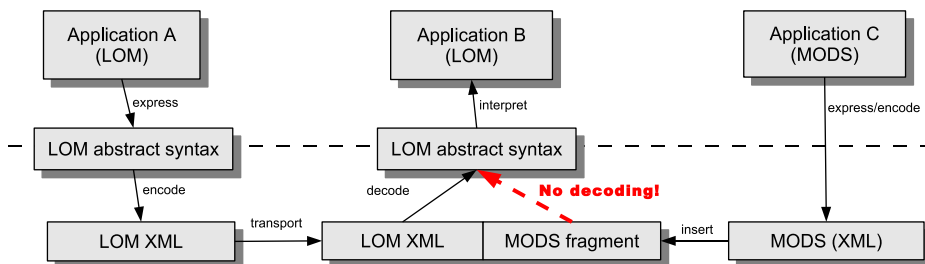 Application A
(LOM)
Application B
(LOM)
Application C
(MODS)
express
interpret
express/encode
LOM abstract syntax
LOM abstract syntax
encode
decode
No decoding!
LOM XML
transport
LOM XML
MODS fragment
insert
MODS (XML)